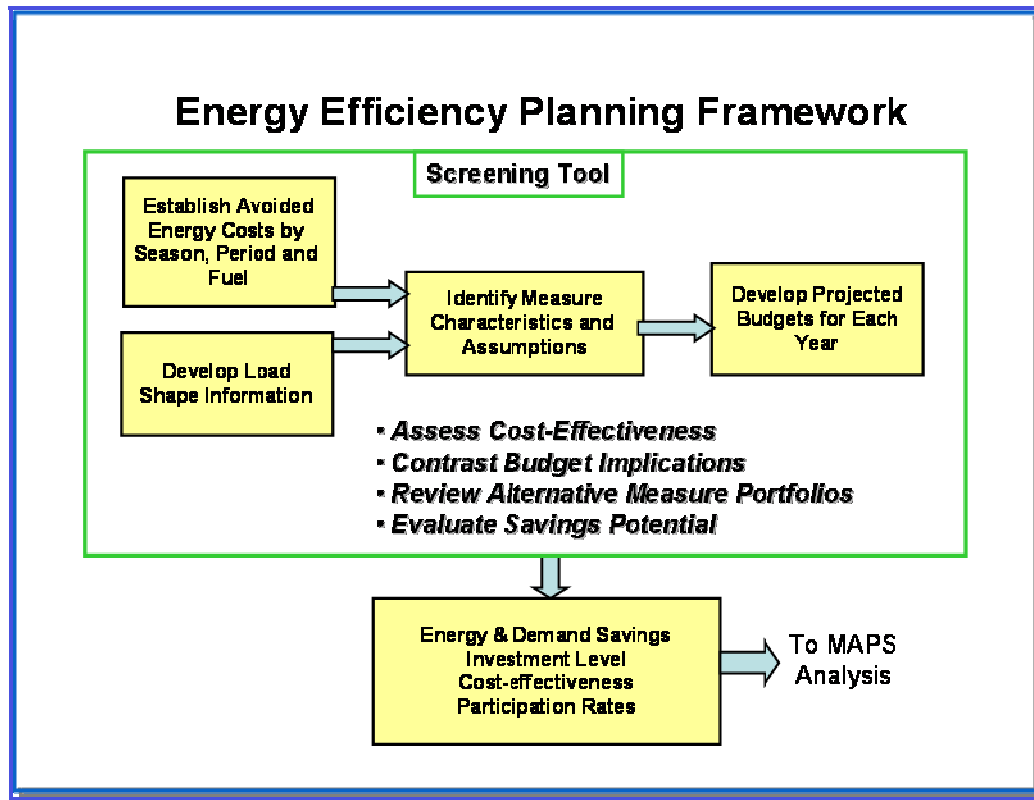 Energy Efficiency Planning Framework
Screening Tool
Establish Avoided
Energy Costs by
Season, Period and
Fuel
Develop Load
Shape Information
Identify Measure
Characteristics and
Assumptions
Develop Projected
Budgets for Each
Year
• Assess Cost-Effectiveness
• Contrast Budget Implications
• Review Alternative Measure Portfolios
• Evaluate Savings Potential
Energy & Demand Savings
Investment Level
Cost-effectiveness
Participation Rates
To MAPS
Analysis